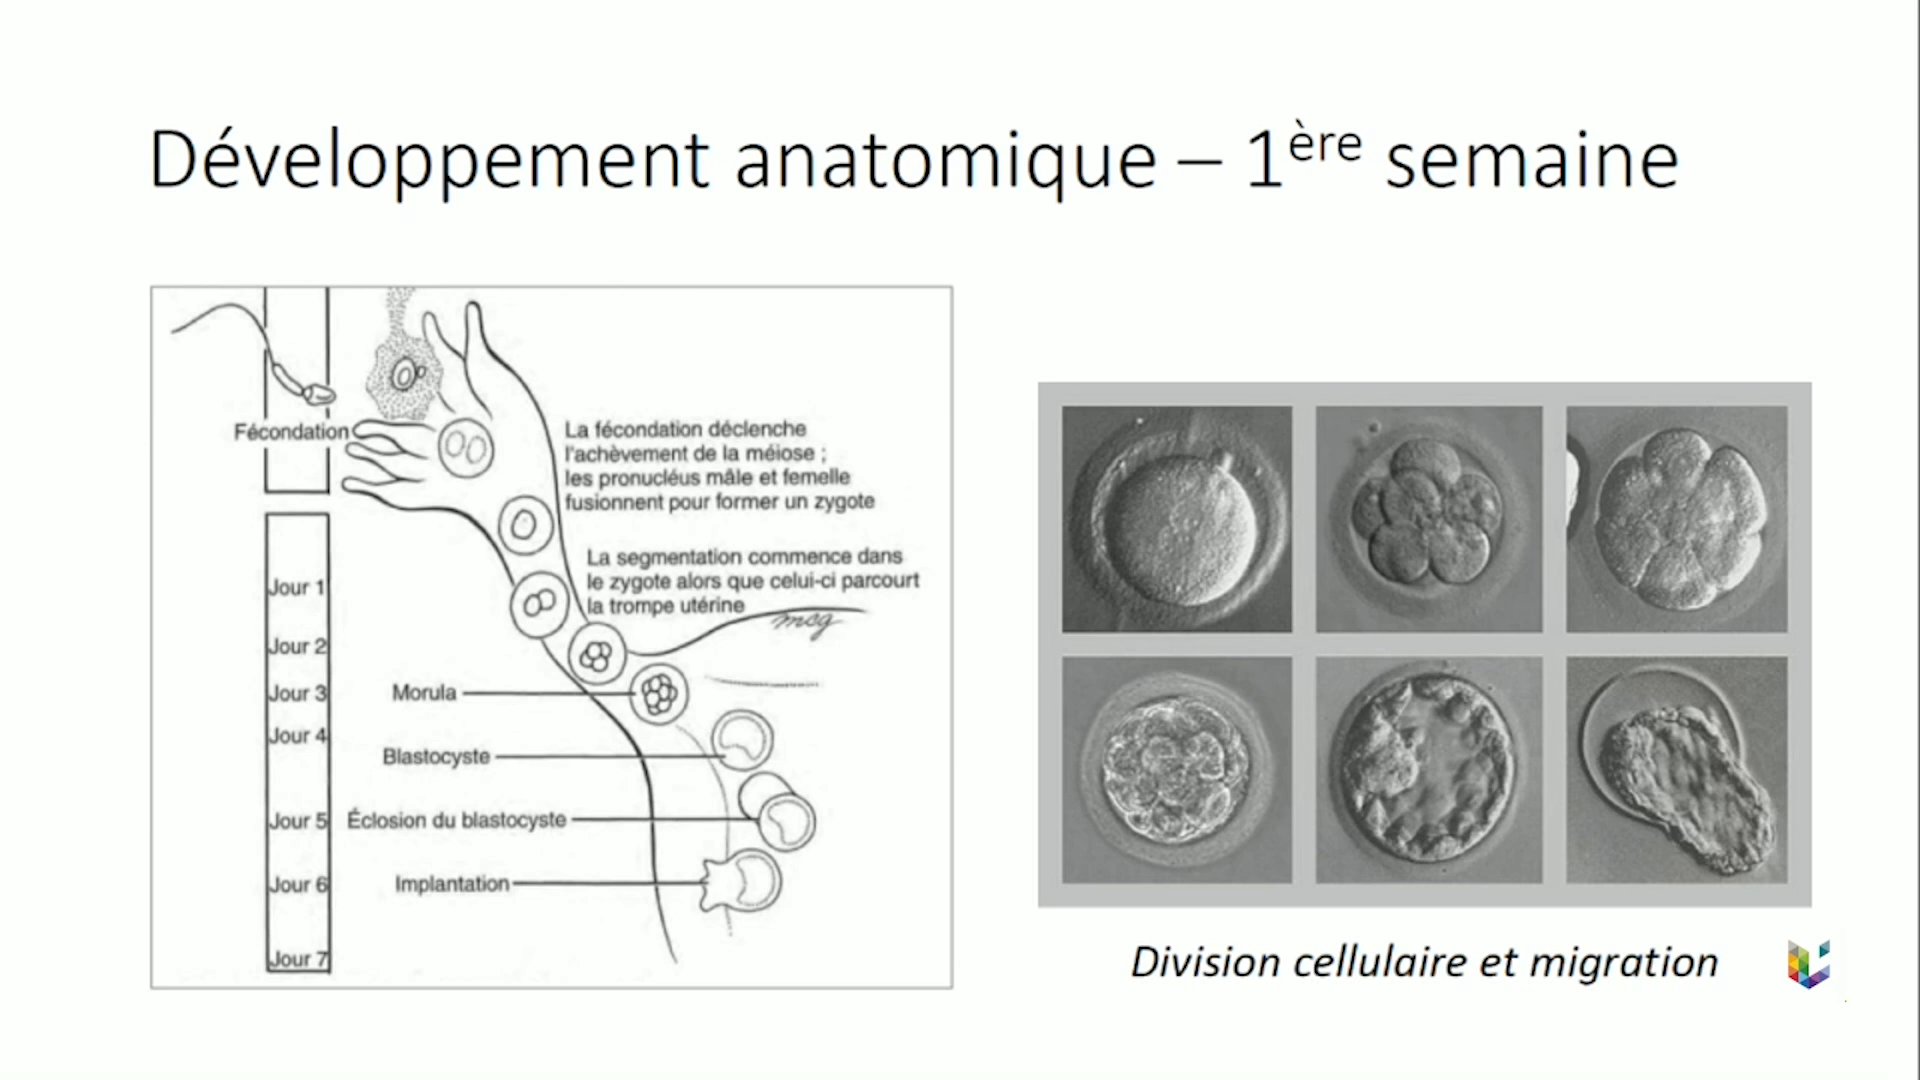 Développement anatomique – 1ère semaine
Fécondation
La fécondation déclenche
l'achèvement de la méiose ;
les pronucléus mâle et femelle
fusionnent pour former un zygote
La segmentation commence dans
le zygote alors que celui-ci parcourt
la trompe utérine
mcg
Jour 1
Jour 2
Jour 3
Morula
Jour 4
Blastocyste
Jour 5
Éclosion du blastocyste
Jour 6
Implantation
Jour 7
Division cellulaire et migration